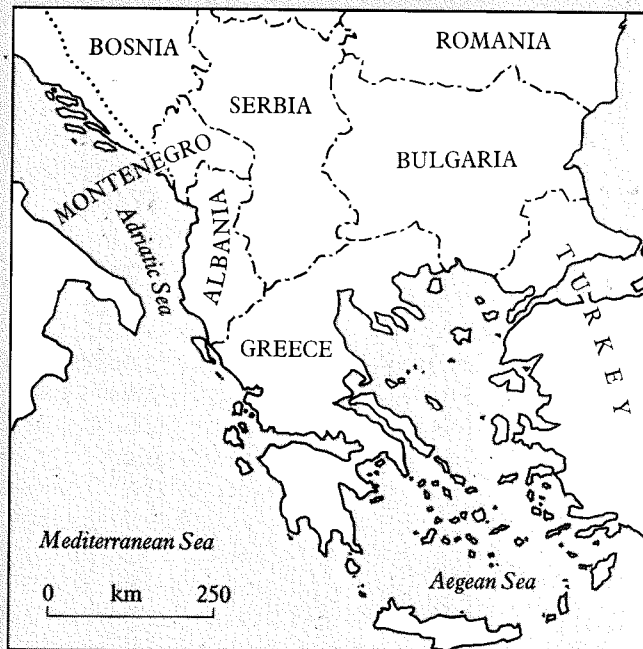 BOSNIA
ROMANIA
SERBIA
BULGARIA
MONTENEGRO
Adriatic Sea
ALBANIA
TURKEY
GREECE
Mediterranean Sea
Aegean Sea
0 km 250